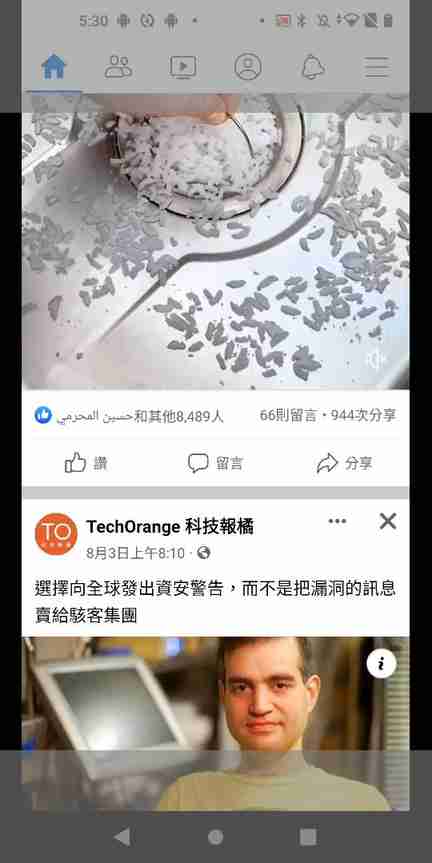 5:30
حسين المحرمي和其他8,489人
66則留言・944次分享
讚
留言
分享
TO
TechOrange 科技報橘
8月3日上午8:10
選擇向全球發出資安警告，而不是把漏洞的訊息
賣給駭客集團
i